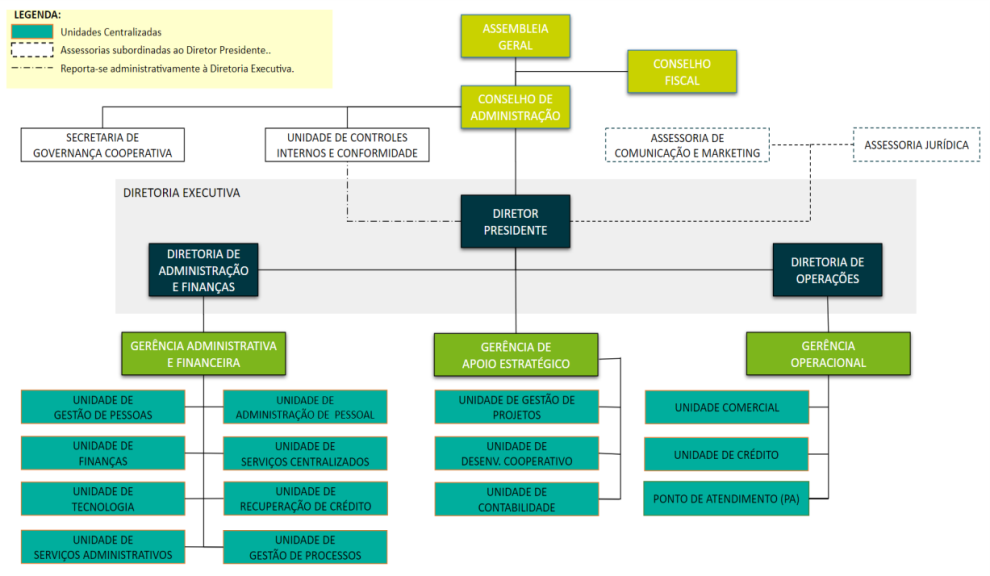 LEGENDA:
Unidades Centralizadas
Assessorias subordinadas ao Diretor Presidente..
Reporta-se administrativamente à Diretoria Executiva.
ASSEMBLEIA
GERAL
CONSELHO
FISCAL
CONSELHO DE
ADMINISTRAÇÃO
SECRETARIA DE
GOVERNANÇA COOPERATIVA
UNIDADE DE CONTROLES
INTERNOS E CONFORMIDADE
ASSESSORIA DE
COMUNICAÇÃO E MARKETING
ASSESSORIA JURÍDICA
DIRETORIA EXECUTIVA
DIRETOR
PRESIDENTE
DIRETORIA DE
ADMINISTRAÇÃO
E FINANÇAS
DIRETORIA DE
OPERAÇÕES
GERÊNCIA ADMINISTRATIVA
E FINANCEIRA
GERÊNCIA DE
APOIO ESTRATÉGICO
GERÊNCIA
OPERACIONAL
UNIDADE DE
GESTÃO DE PESSOAS
UNIDADE DE
ADMINISTRAÇÃO DE PESSOAL
UNIDADE DE
FINANÇAS
UNIDADE DE
SERVIÇOS CENTRALIZADOS
UNIDADE DE
TECNOLOGIA
UNIDADE DE
RECUPERAÇÃO DE CRÉDITO
UNIDADE DE
SERVIÇOS ADMINISTRATIVOS
UNIDADE DE
GESTÃO DE PROCESSOS
UNIDADE DE GESTÃO DE
PROJETOS
UNIDADE DE
DESENV. COOPERATIVO
UNIDADE DE
CONTABILIDADE
UNIDADE COMERCIAL
UNIDADE DE CRÉDITO
PONTO DE ATENDIMENTO (PA)